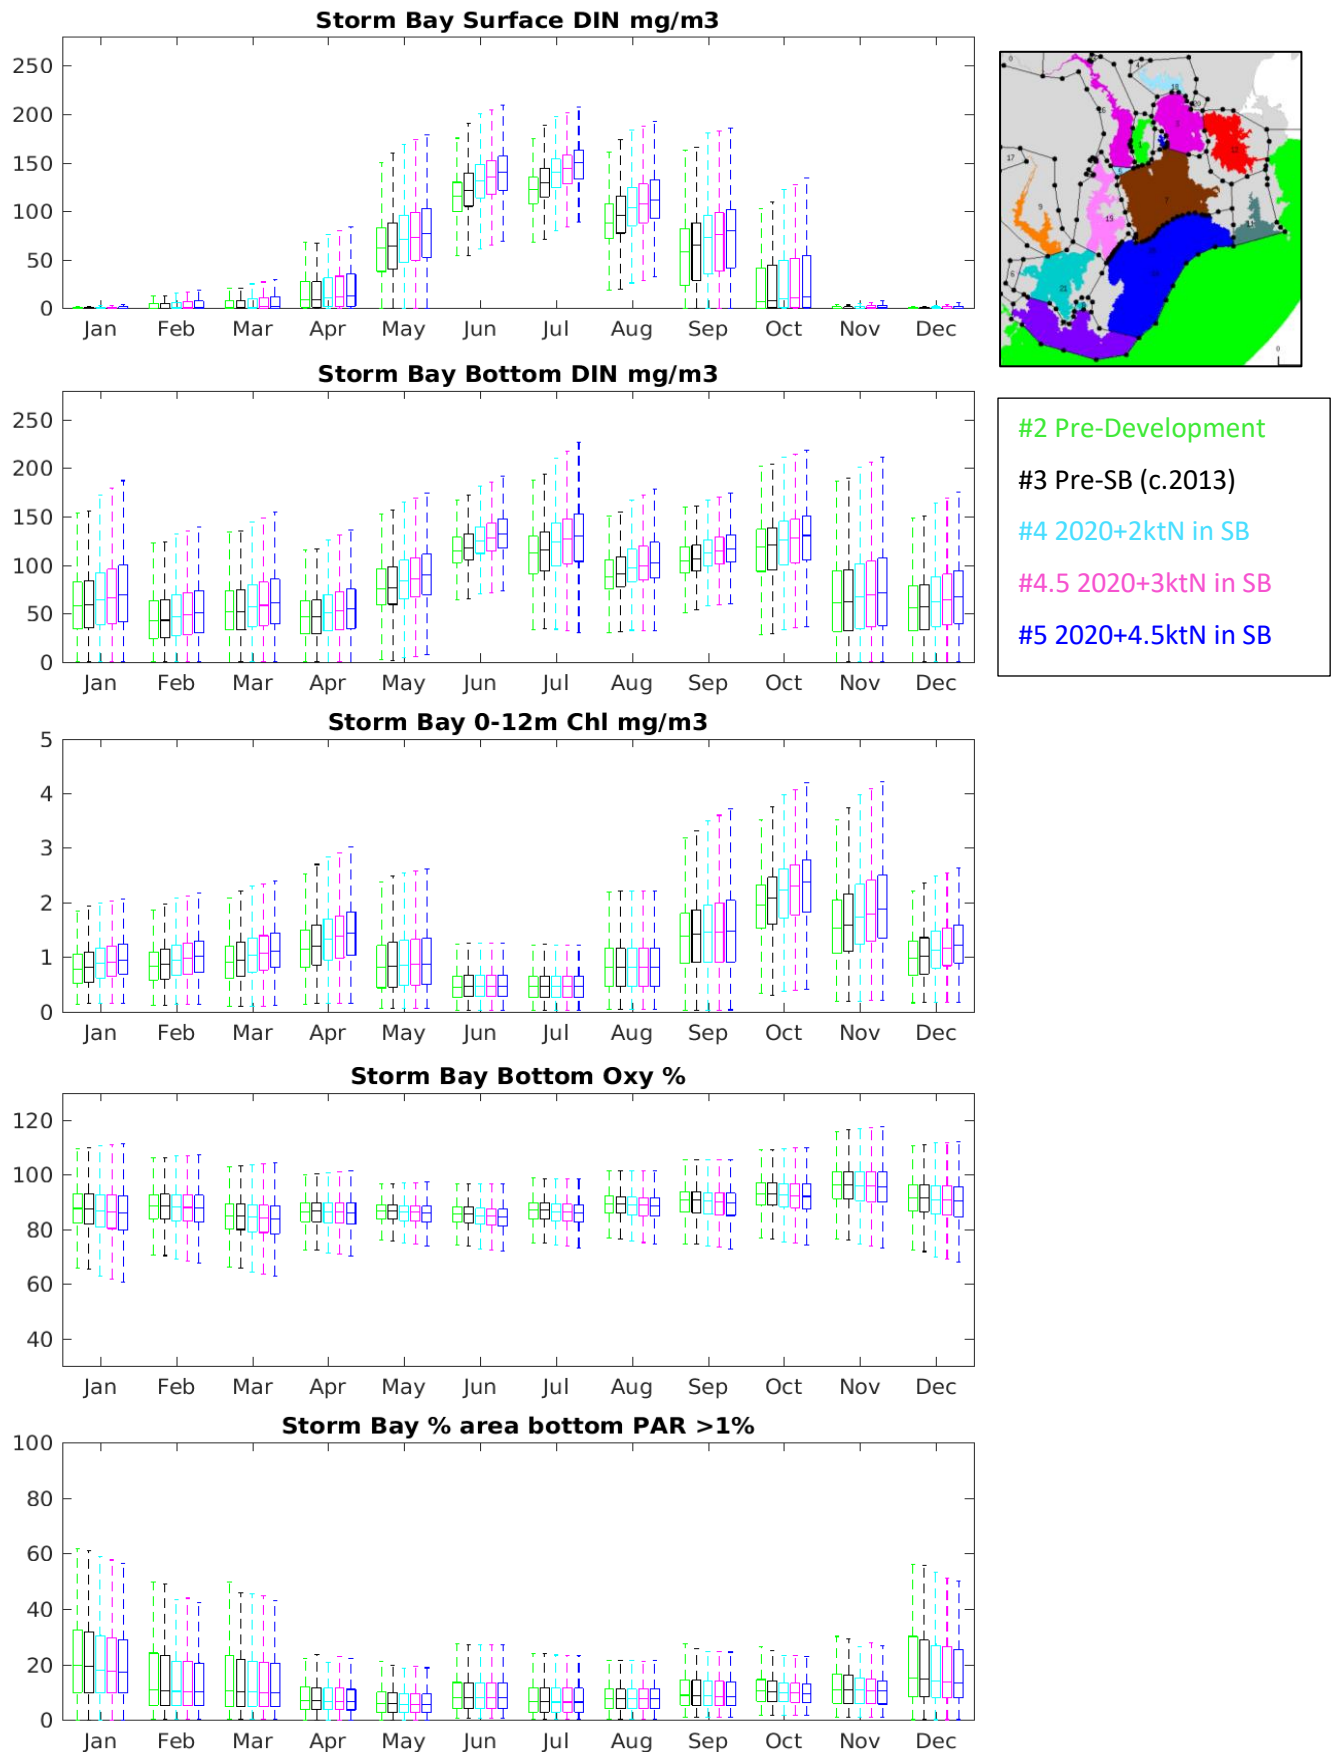 Storm Bay Surface DIN mg/m3
250
200
150
100
50
0
Jan Feb Mar Apr May Jun Jul Aug Sep Oct Nov Dec
Storm Bay Bottom DIN mg/m3
250
200
150
100
50
0
Jan Feb Mar Apr May Jun Jul Aug Sep Oct Nov Dec
#2 Pre-Development
#3 Pre-SB (c.2013)
#4 2020+2ktN in SB
#4.5 2020+3ktN in SB
#5 2020+4.5ktN in SB
Storm Bay 0-12m Chl mg/m3
5
4
3
2
1
0
Jan Feb Mar Apr May Jun Jul Aug Sep Oct Nov Dec
Storm Bay Bottom Oxy %
120
100
80
60
40
Jan Feb Mar Apr May Jun Jul Aug Sep Oct Nov Dec
Storm Bay % area bottom PAR >1%
100
80
60
40
20
0
Jan Feb Mar Apr May Jun Jul Aug Sep Oct Nov Dec